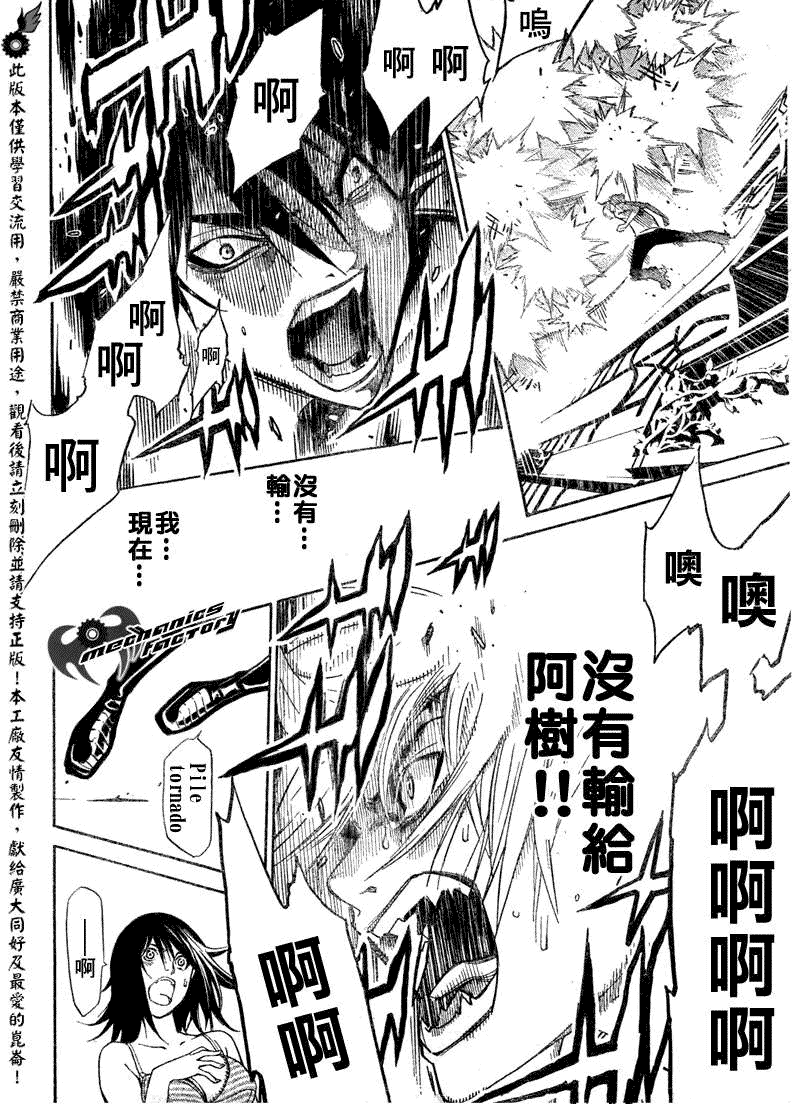 嗚
啊
啊
啊
啊
啊
啊
啊
噢
噢
沒有…
輸…
我…
現在…
沒有輸給
阿樹!!
啊啊啊啊
啊啊
Pile
tornado
—啊
Mechanics
Factory
此版本僅供學習交流用，嚴禁商業用途，觀看後請立刻刪除並請支持正版！本工廠友情製作，獻給廣大同好及最愛的崑崙！